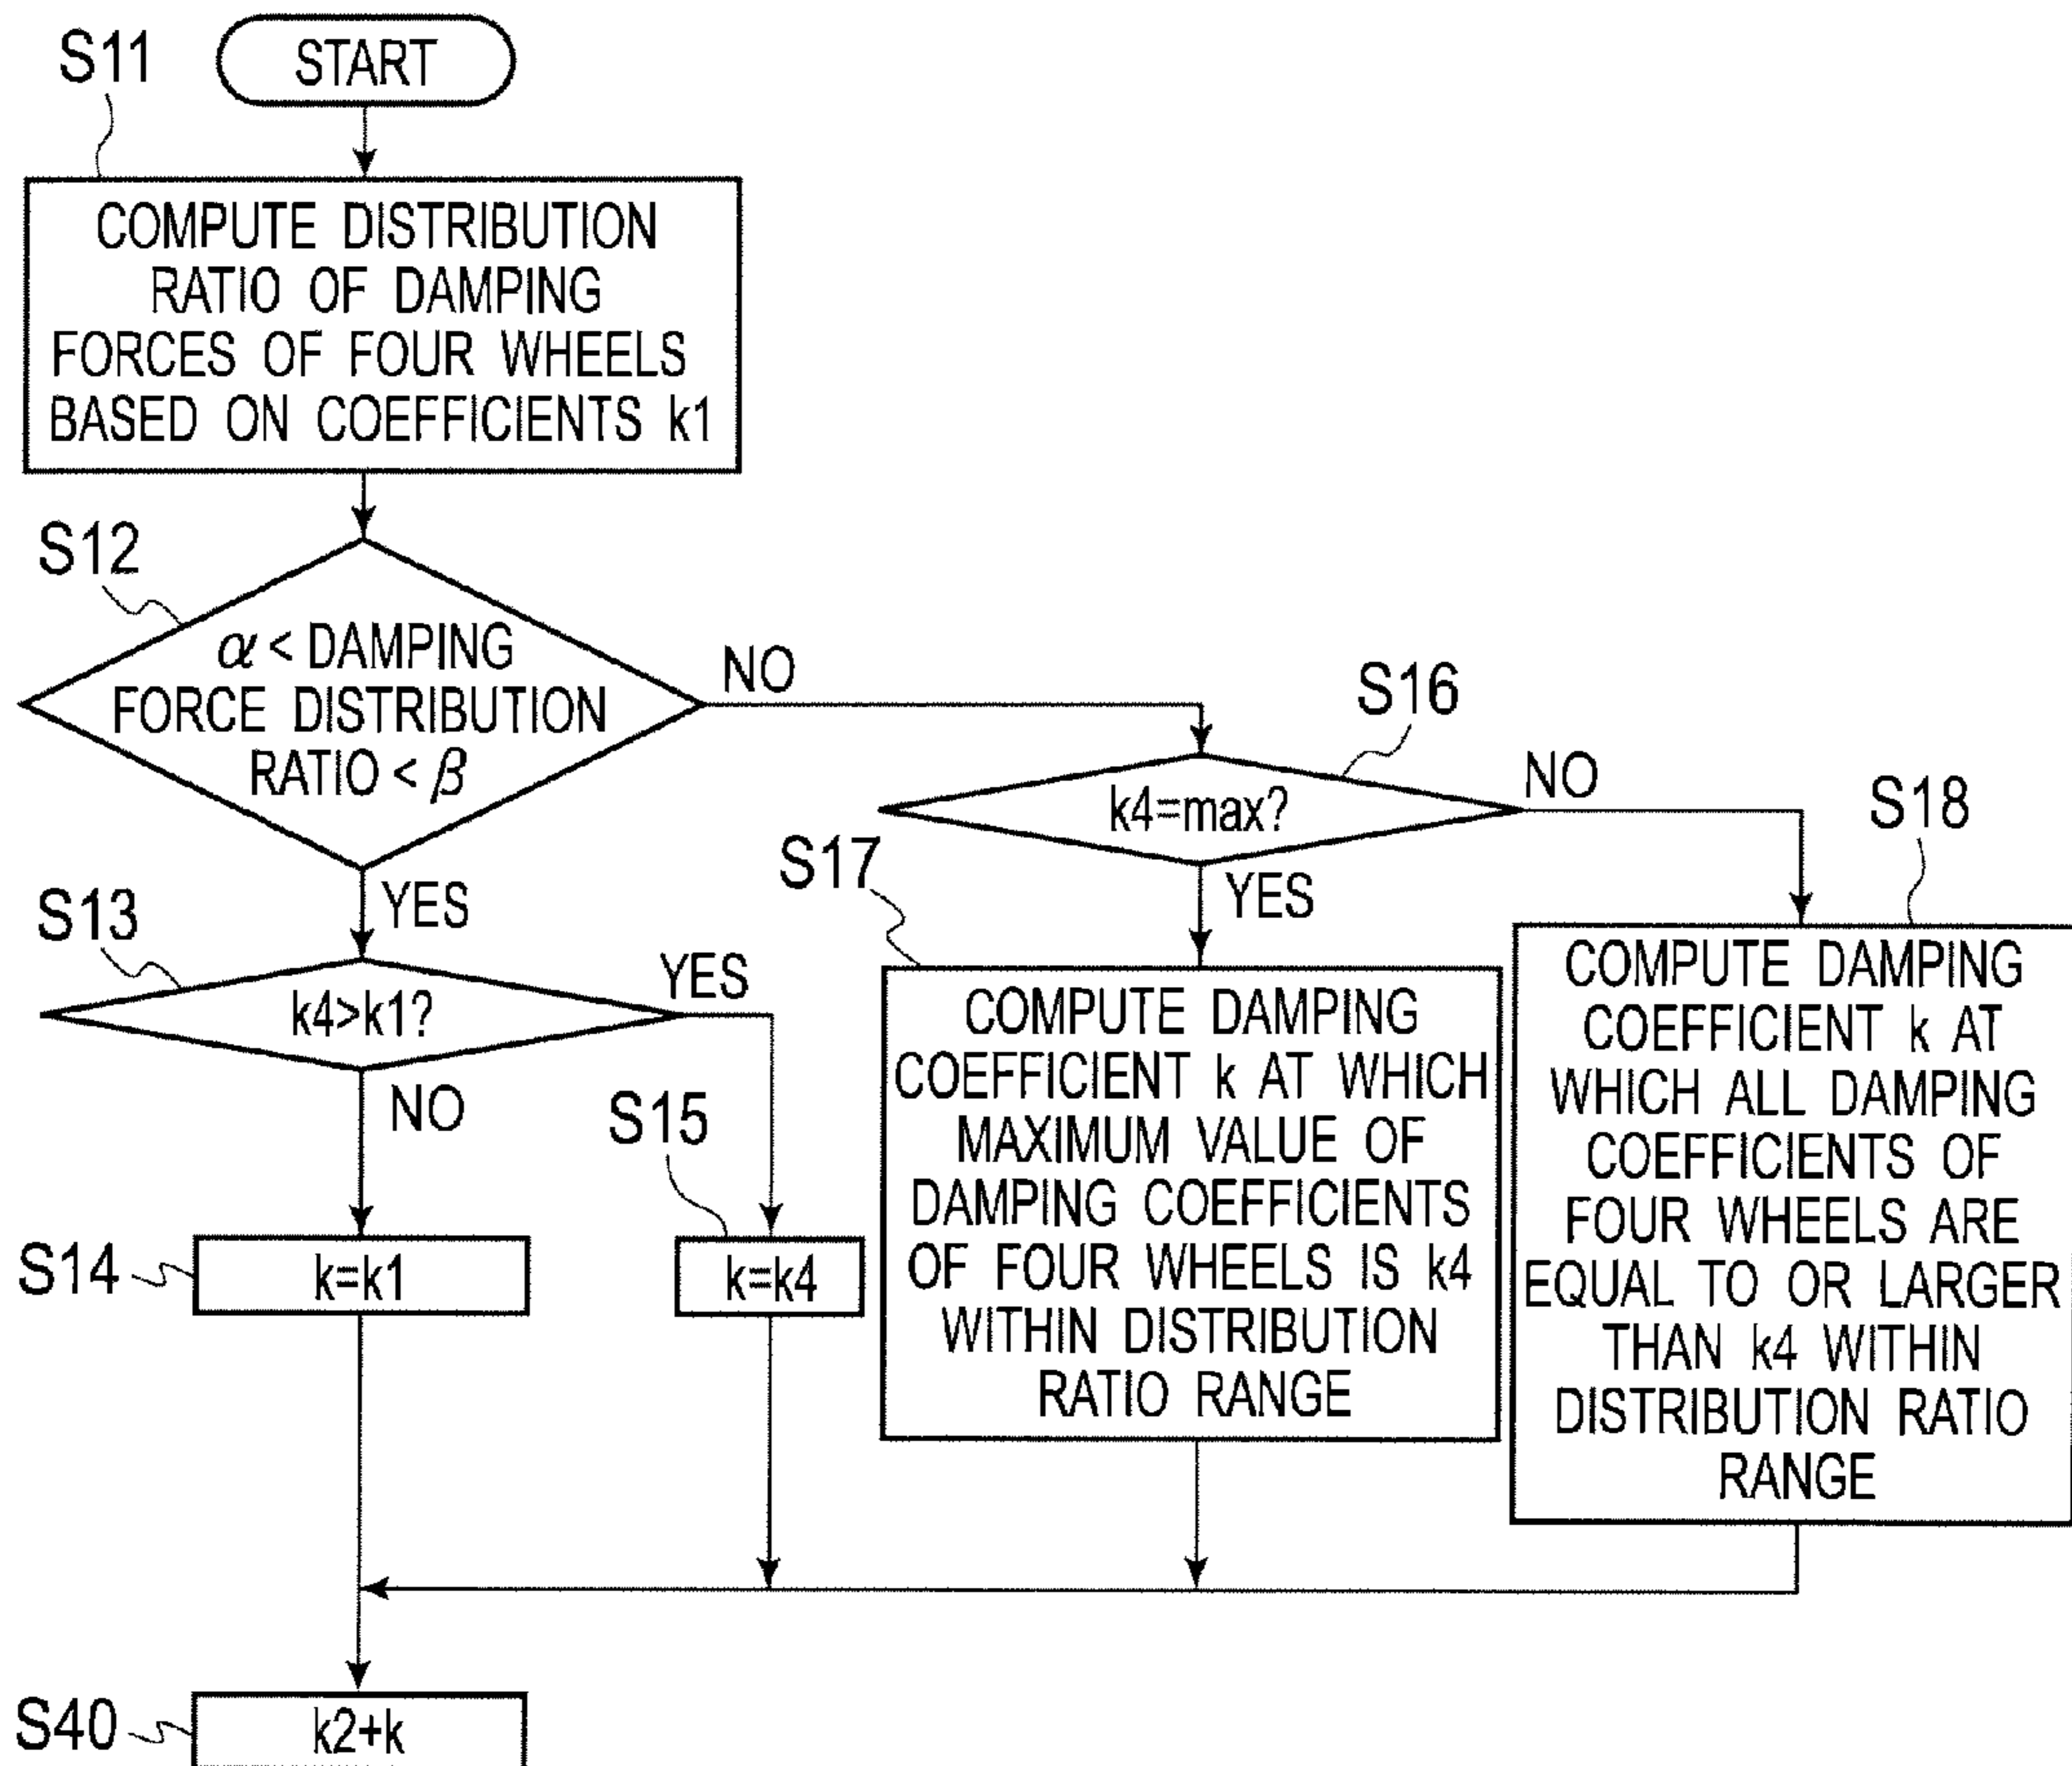 S11
START
COMPUTE DISTRIBUTION
RATIO OF DAMPING
FORCES OF FOUR WHEELS
BASED ON COEFFICIENTS k1
S12
α < DAMPING
FORCE DISTRIBUTION
RATIO < β
NO
YES
S16
k4=max?
NO
YES
S13
k4>k1?
YES
NO
S14
k=k1
S15
k=k4
S17
COMPUTE DAMPING
COEFFICIENT k AT WHICH
MAXIMUM VALUE OF
DAMPING COEFFICIENTS
OF FOUR WHEELS IS k4
WITHIN DISTRIBUTION
RATIO RANGE
S18
COMPUTE DAMPING
COEFFICIENT k AT
WHICH ALL DAMPING
COEFFICIENTS OF
FOUR WHEELS ARE
EQUAL TO OR LARGER
THAN k4 WITHIN
DISTRIBUTION RATIO
RANGE
S40
k2+k